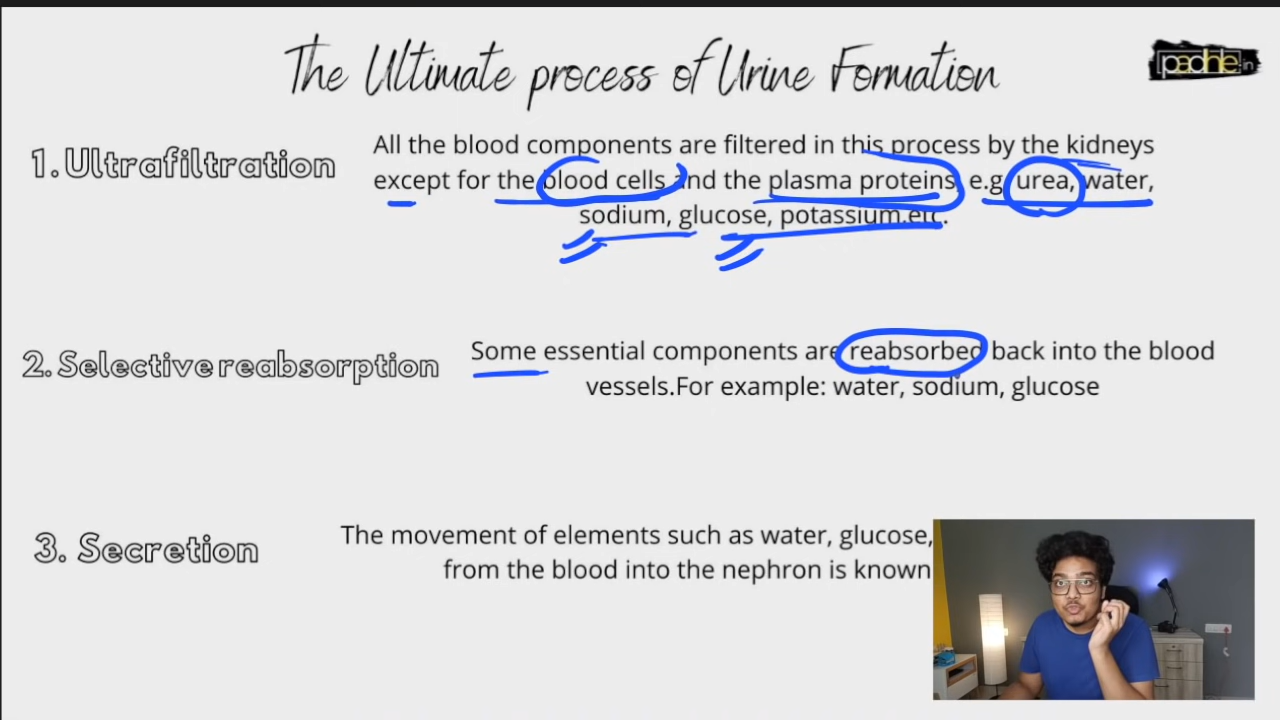 The Ultimate process of Urine Formation
padhle.in
1. Ultrafiltration
All the blood components are filtered in this process by the kidneys
except for the blood cells and the plasma proteins, e.g. urea, water,
sodium, glucose, potassium.etc.
2. Selective reabsorption
Some essential components are reabsorbed back into the blood
vessels.For example: water, sodium, glucose
3. Secretion
The movement of elements such as water, glucose,
from the blood into the nephron is known